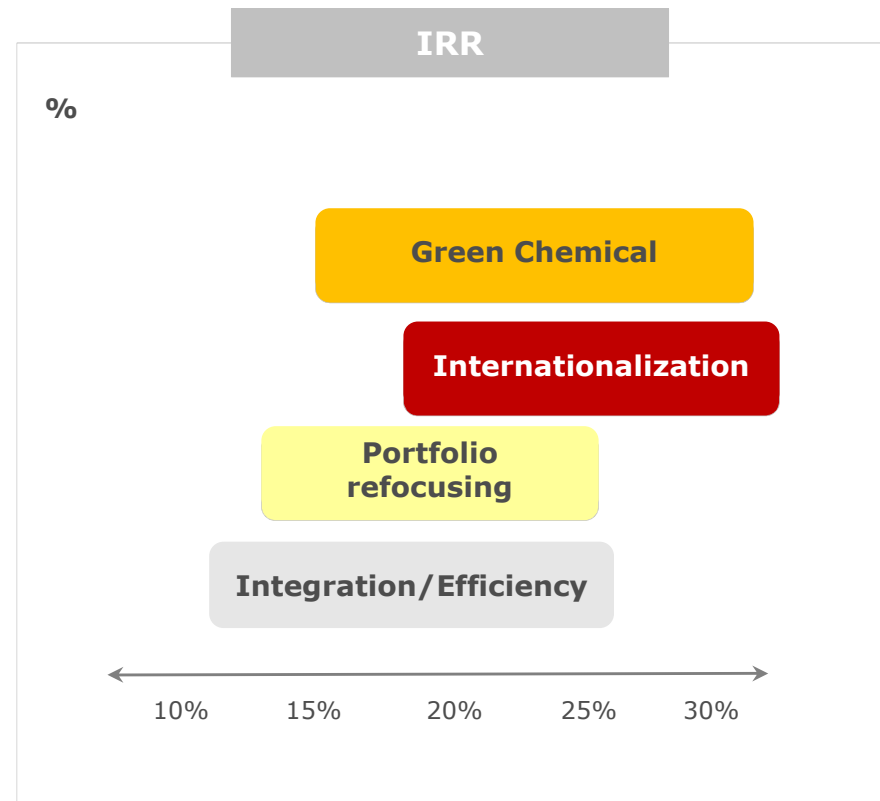 IRR
%
Green Chemical
Internationalization
Portfolio
refocusing
Integration/Efficiency
10% 15% 20% 25% 30%